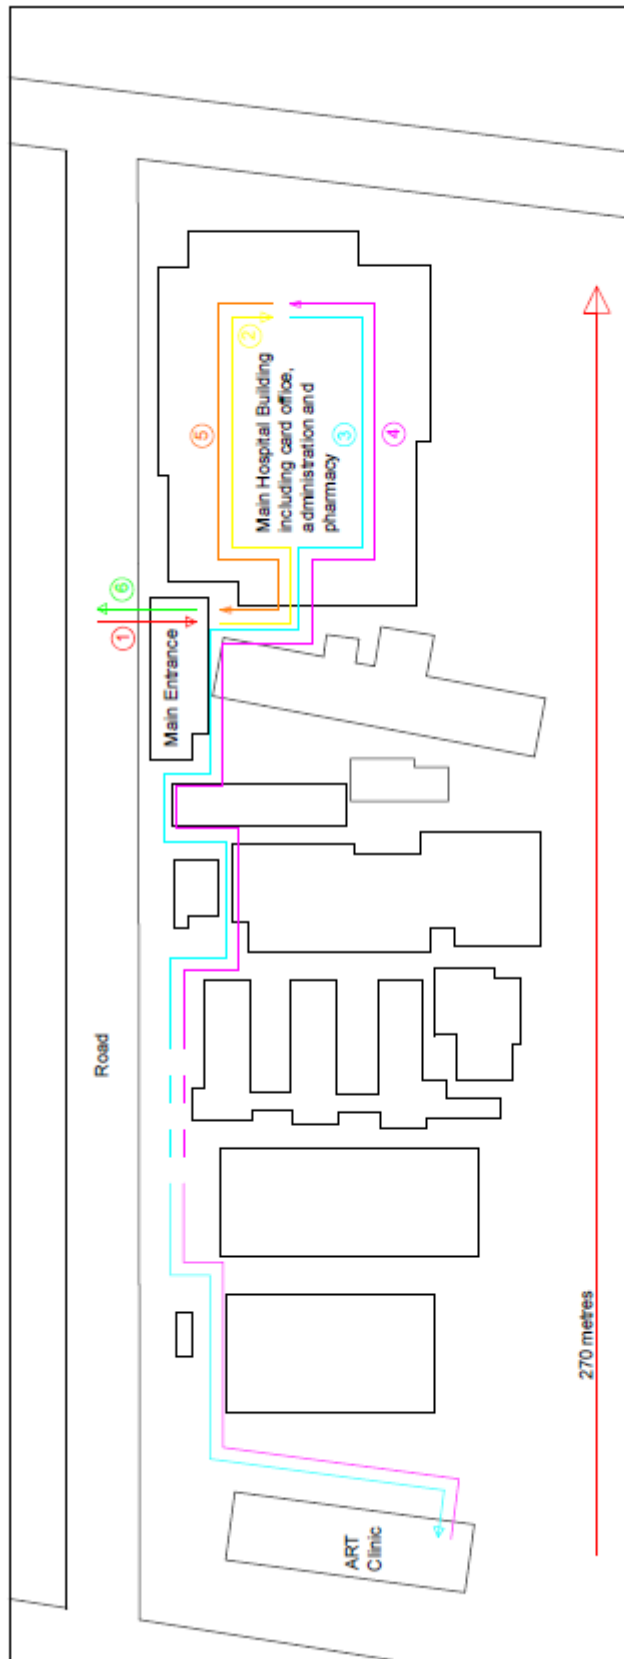 Road
ART
Clinic
Main Entrance
1
6
5
2
Main Hospital Building
including card office,
administration and
pharmacy
3
4
270 metres